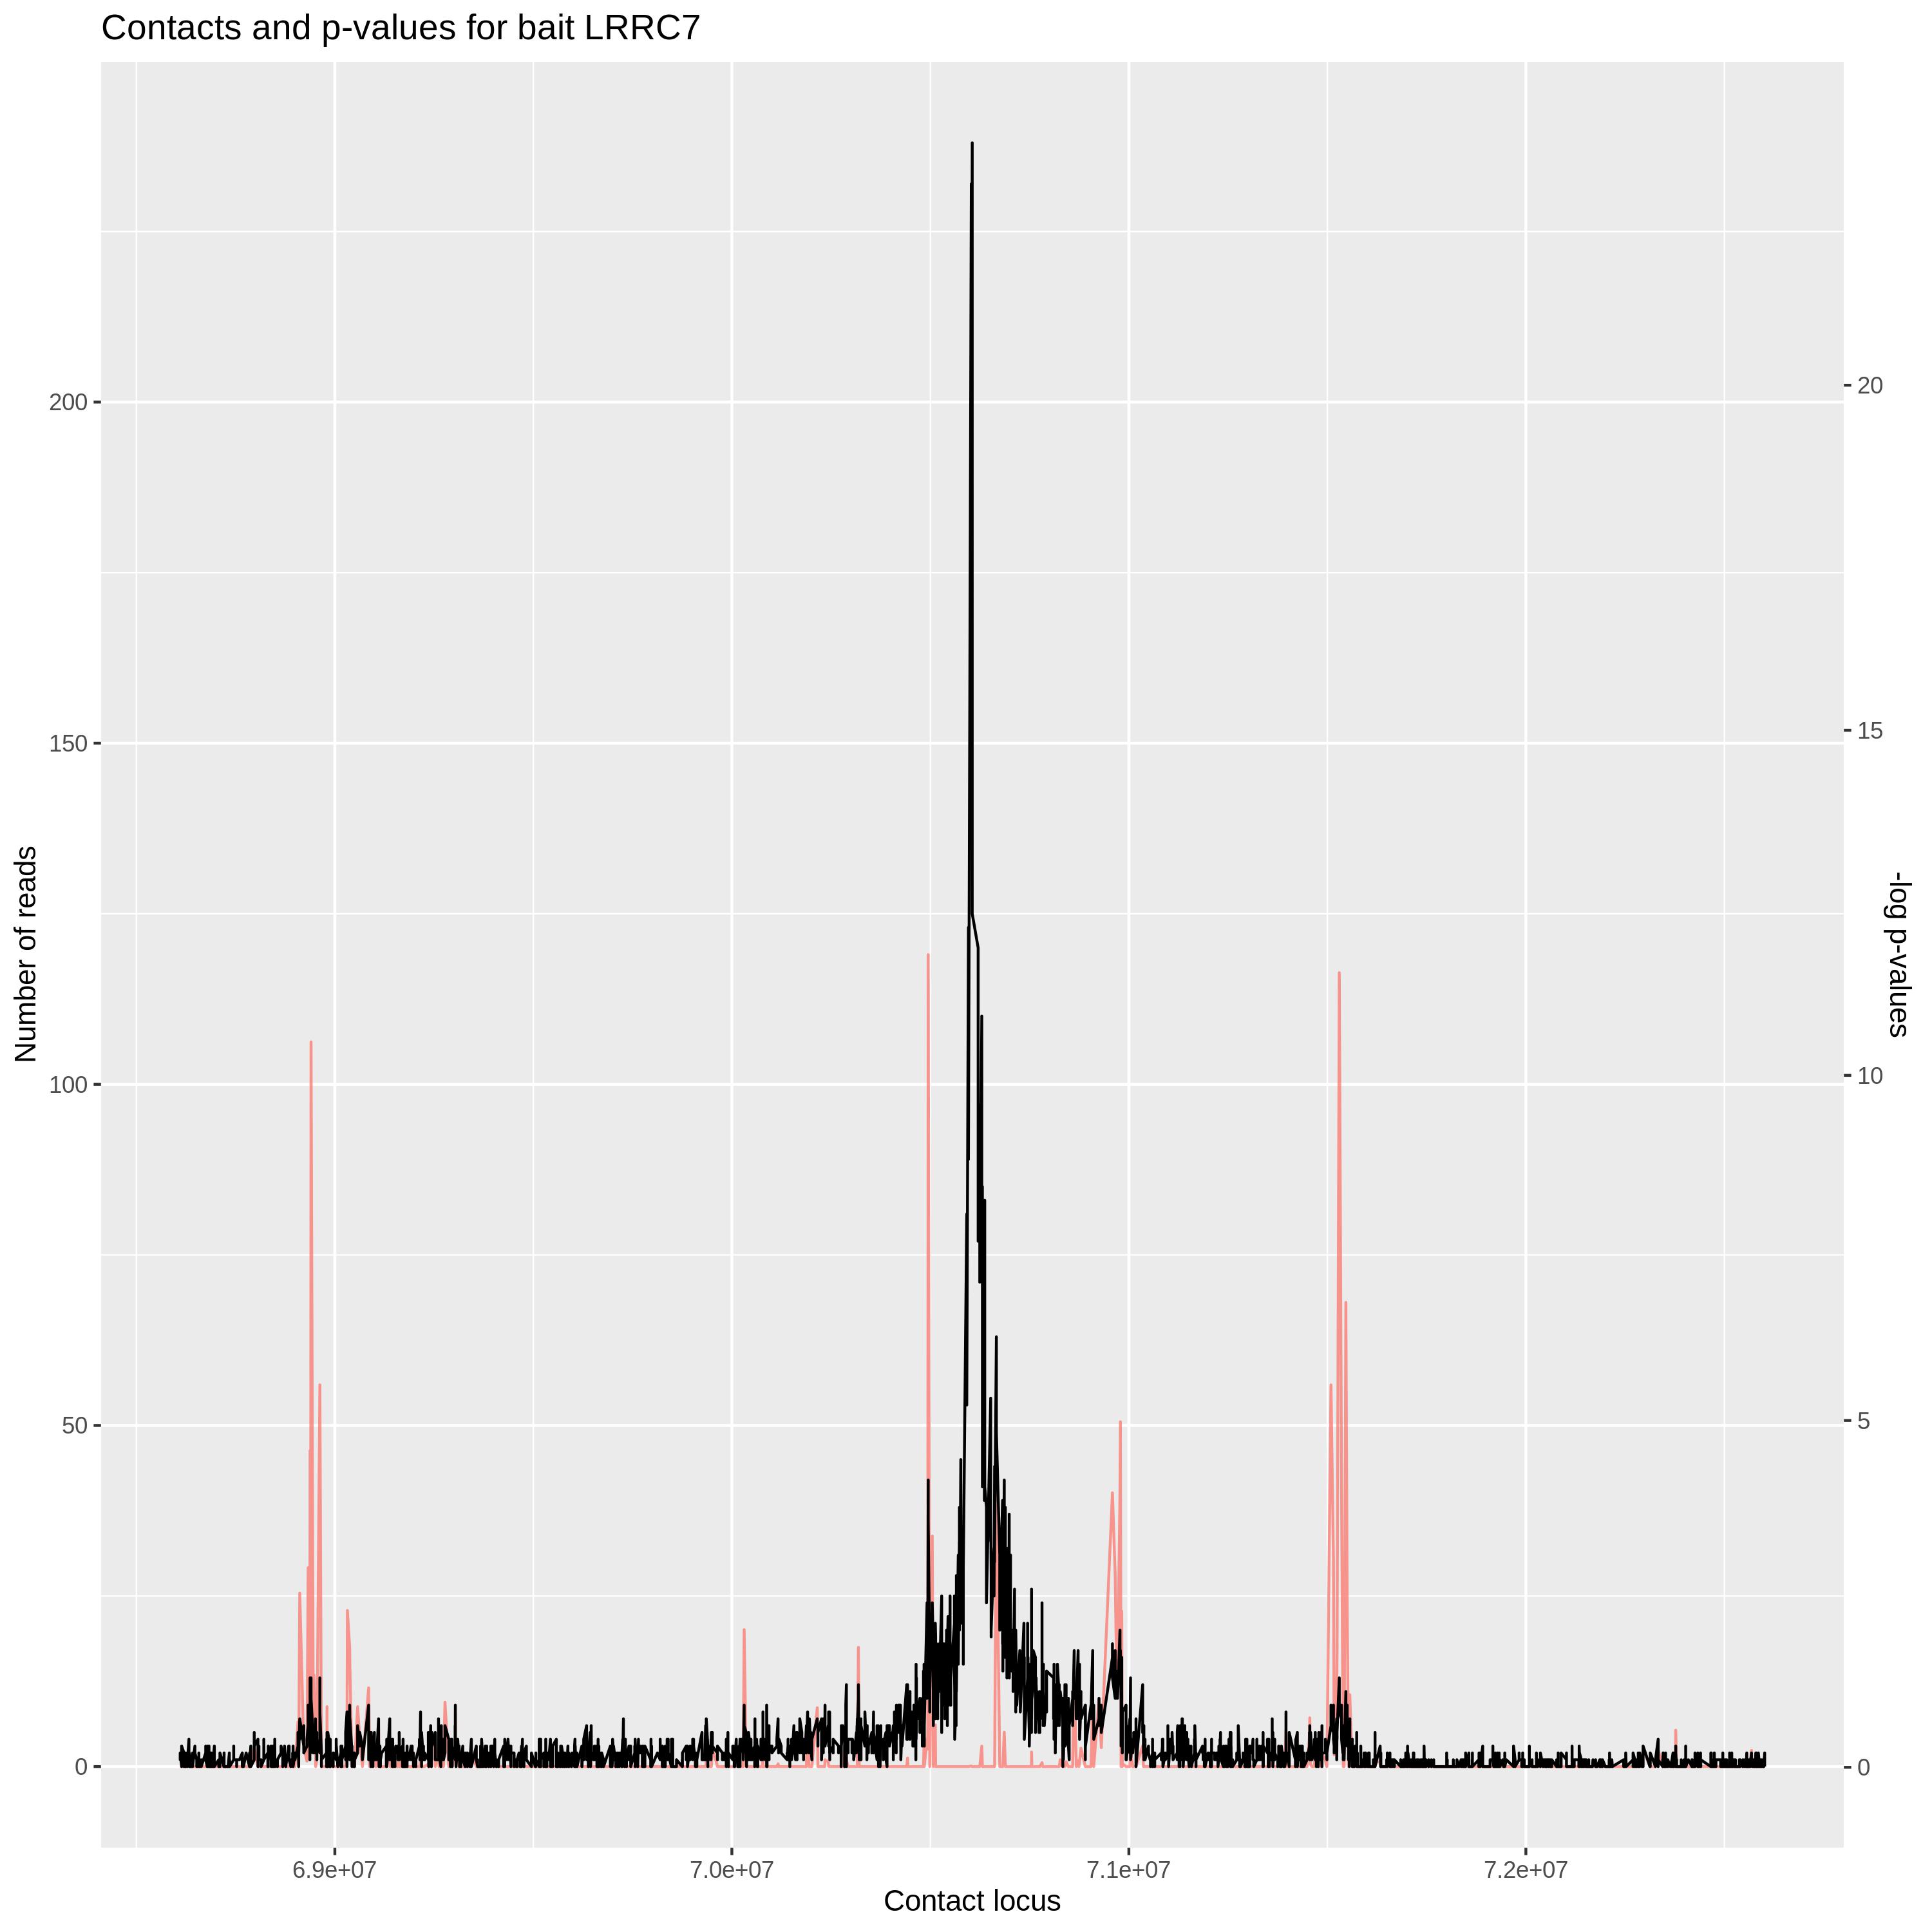 Contacts and p-values for bait LRRC7
Number of reads
200
150
100
50
0
20
15
10
5
0
-log p-values
6.9e+07 7.0e+07 7.1e+07 7.2e+07
Contact locus